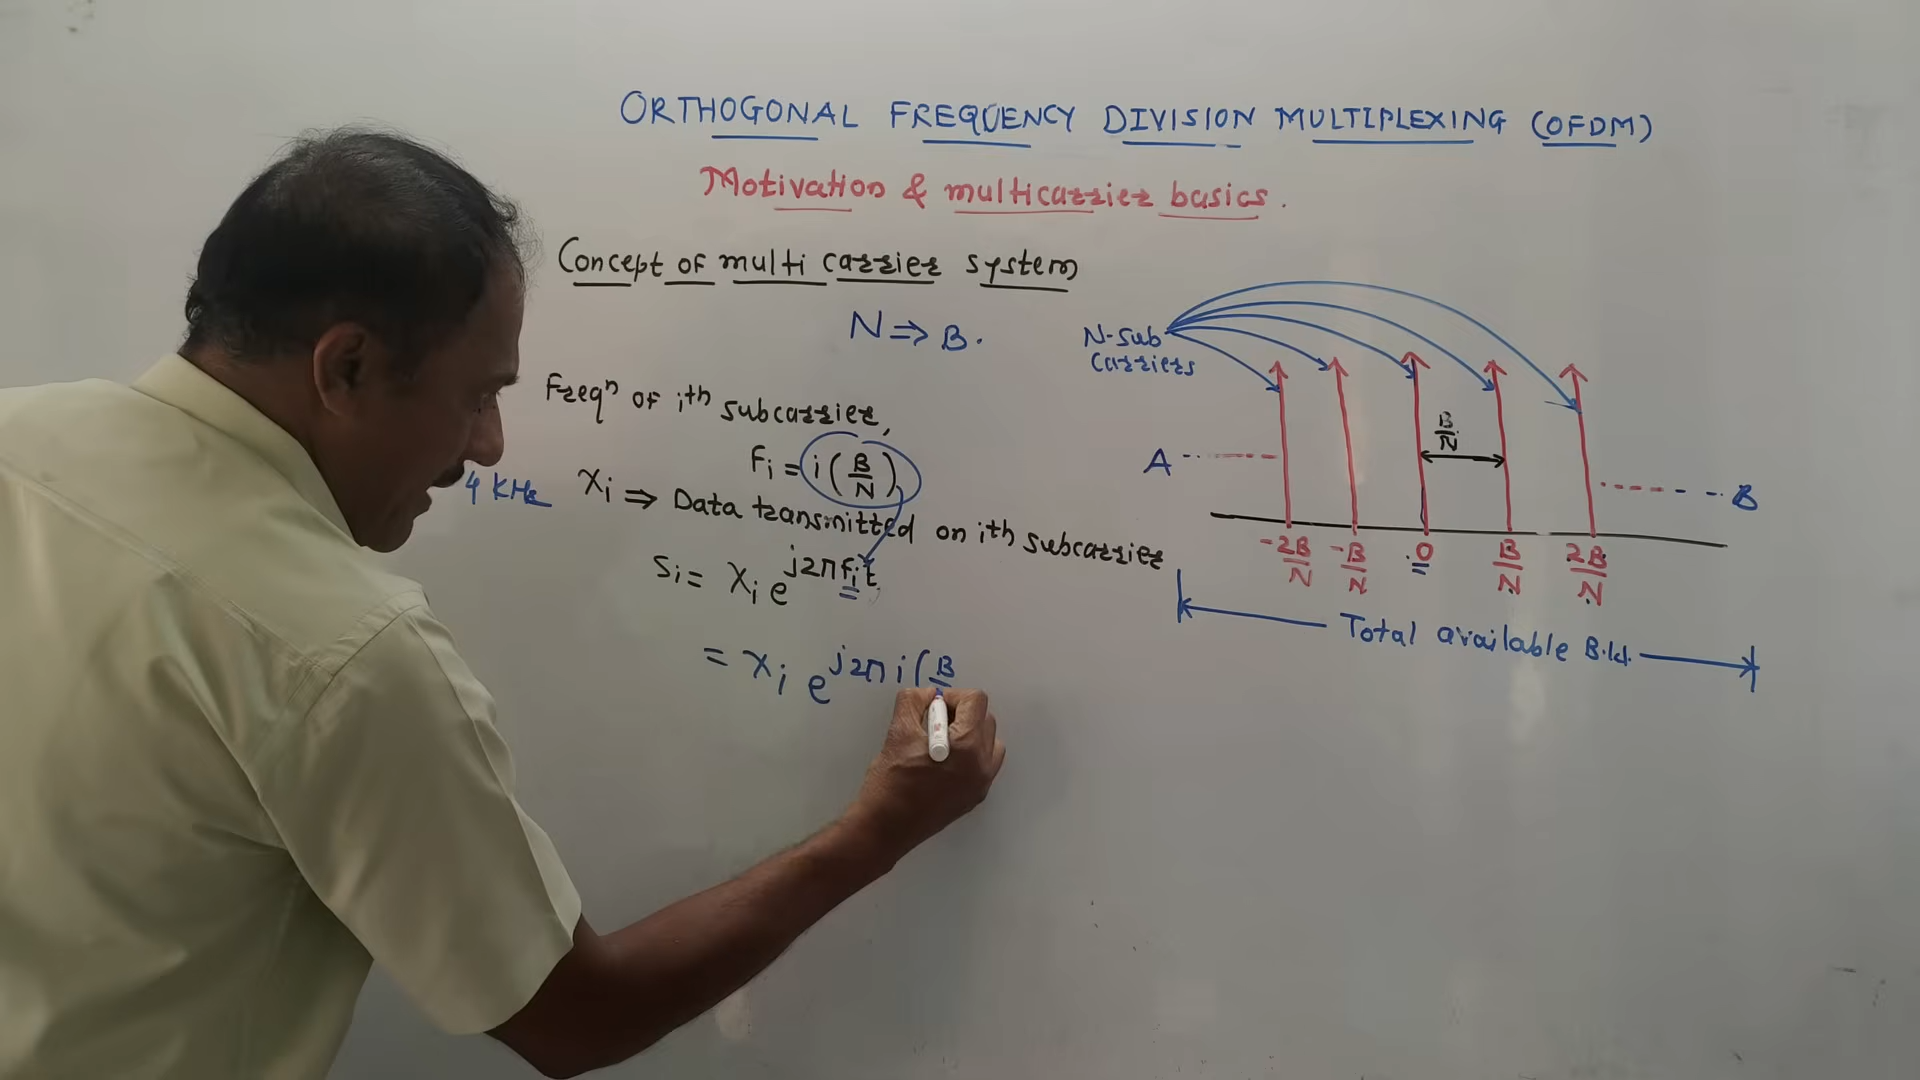 ORTHOGONAL FREQUENCY DIVISION MULTIPLEXING (OFDM)
Motivation & multicarrier basics.
Concept of multi carrier system
N ⇒ B.
Freqⁿ of ith subcarrier,
Fi = i(B/N)
4 KHz
Xi ⇒ Data transmitted on ith subcarrier
Si = Xi e^j2πfit
= Xi e^j2π i(B
N-sub
carriers
B/N
A
B
-2B/N -B/N 0 B/N 2B/N
Total available B.W.